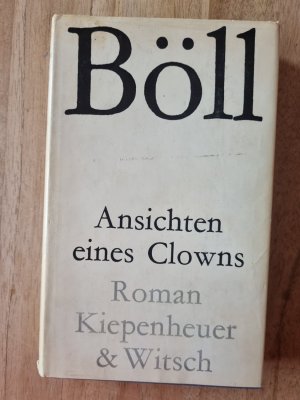 Böll
Ansichten
eines Clowns
Roman
Kiepenheuer
& Witsch